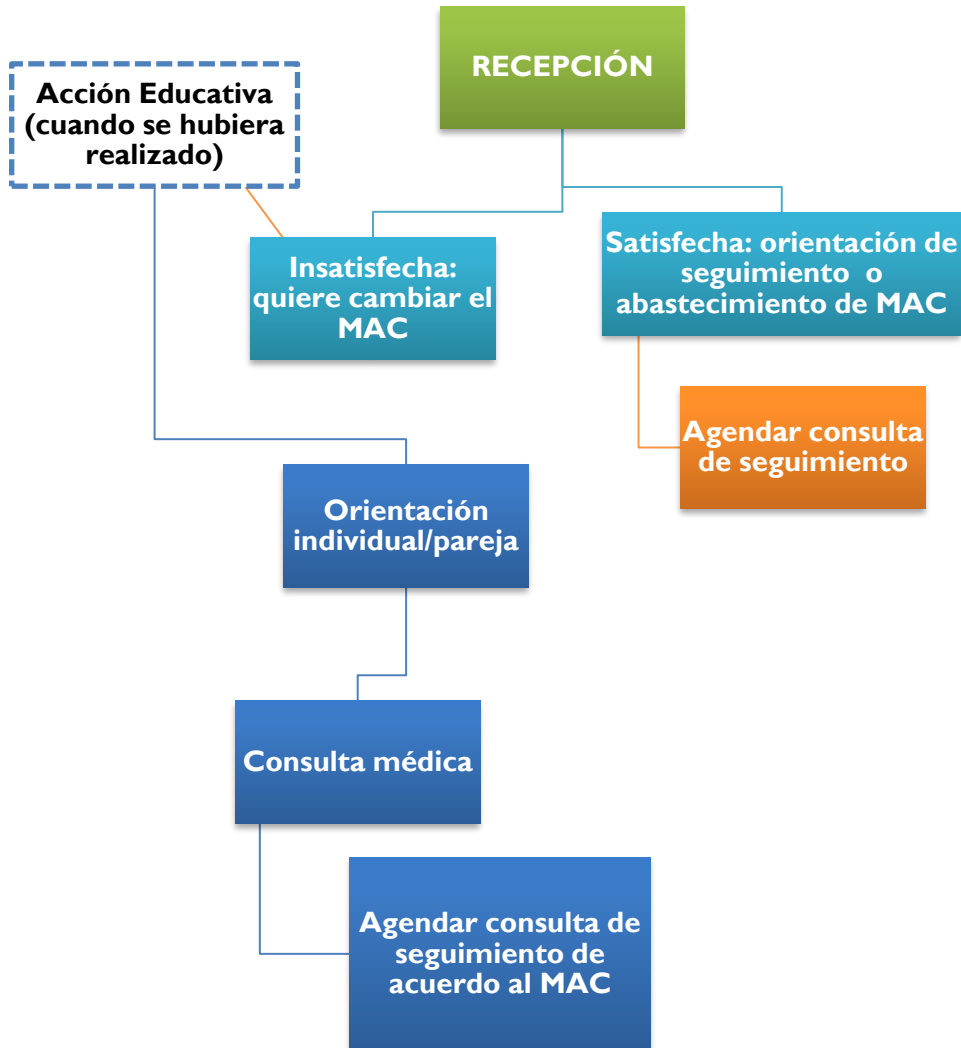 RECEPCIÓN
Acción Educativa
(cuando se hubiera
realizado)
Insatisfecha:
quiere cambiar el
MAC
Satisfecha: orientación de
seguimiento o
abastecimiento de MAC
Agendar consulta
de seguimiento
Orientación
individual/pareja
Consulta médica
Agendar consulta de
seguimiento de
acuerdo al MAC